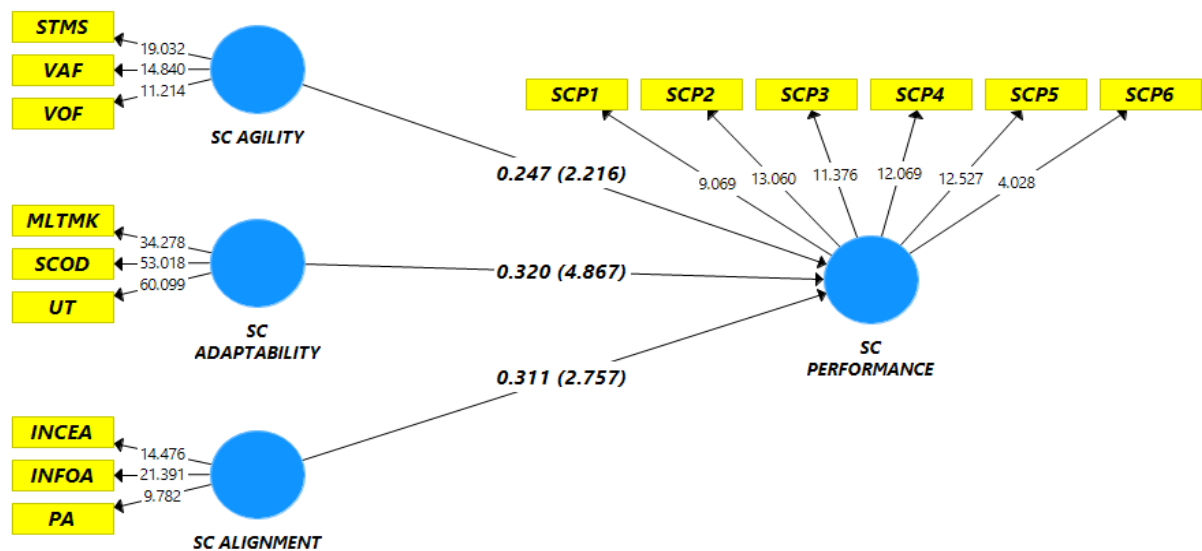 STMS
VAF
VOF
19.032
14.840
11.214
SC AGILITY
0.247 (2.216)
SCP1
SCP2
SCP3
SCP4
SCP5
SCP6
9.069
13.060
11.376
12.069
12.527
4.028
MLTMK
SCOD
UT
34.278
53.018
60.099
SC
ADAPTABILITY
0.320 (4.867)
SC
PERFORMANCE
0.311 (2.757)
INCEA
INFOA
PA
14.476
21.391
9.782
SC ALIGNMENT